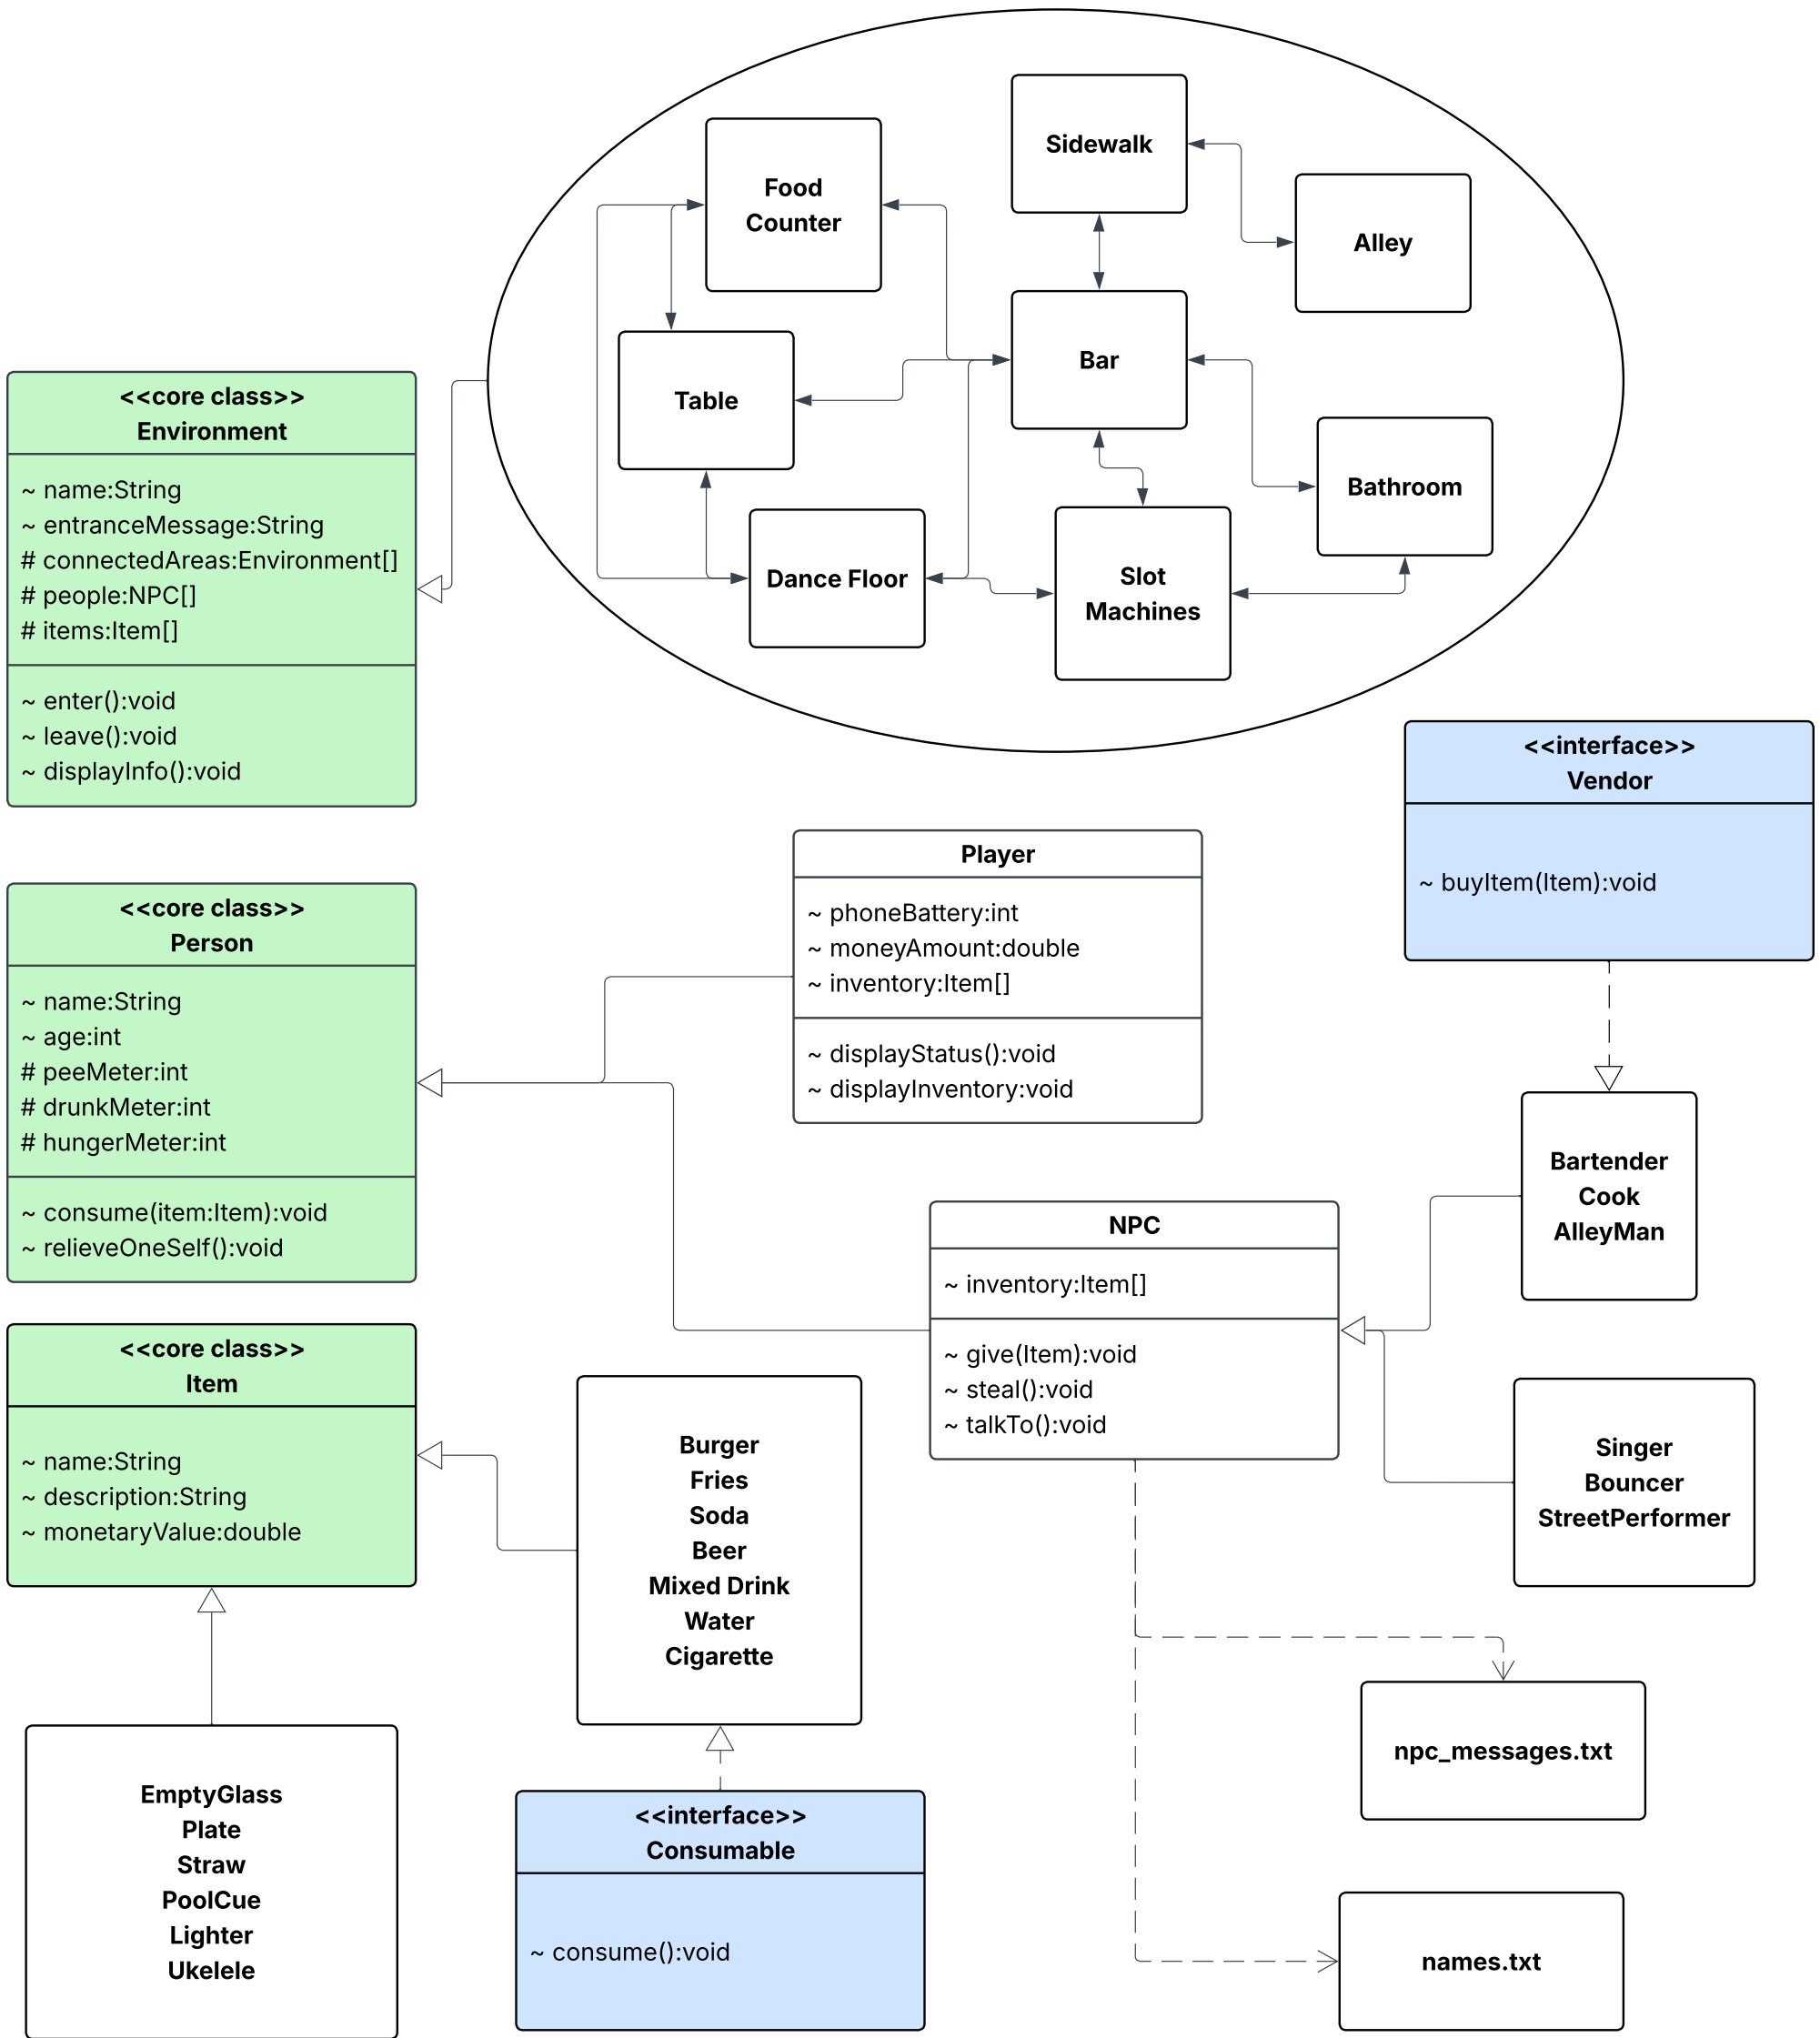 Sidewalk
Food
Counter
Alley
Bar
Table
Bathroom
Dance Floor
Slot
Machines
<<core class>>
Environment
~ name:String
~ entranceMessage:String
# connectedAreas:Environment[]
# people:NPC[]
# items:Item[]
~ enter():void
~ leave():void
~ displayInfo():void
<<interface>>
Vendor
~ buyItem(Item):void
Player
~ phoneBattery:int
~ moneyAmount:double
~ inventory:Item[]
~ displayStatus():void
~ displayInventory:void
<<core class>>
Person
~ name:String
~ age:int
# peeMeter:int
# drunkMeter:int
# hungerMeter:int
~ consume(item:Item):void
~ relieveOneSelf():void
Bartender
Cook
AlleyMan
NPC
~ inventory:Item[]
~ give(Item):void
~ steal():void
~ talkTo():void
<<core class>>
Item
~ name:String
~ description:String
~ monetaryValue:double
Burger
Fries
Soda
Beer
Mixed Drink
Water
Cigarette
Singer
Bouncer
StreetPerformer
npc_messages.txt
EmptyGlass
Plate
Straw
PoolCue
Lighter
Ukelele
<<interface>>
Consumable
~ consume():void
names.txt